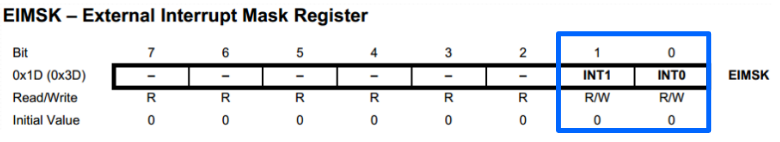 EIMSK – External Interrupt Mask Register
Bit 7 6 5 4 3 2 1 0
0x1D (0x3D) – – – – – – INT1 INT0 EIMSK
Read/Write R R R R R R R/W R/W
Initial Value 0 0 0 0 0 0 0 0